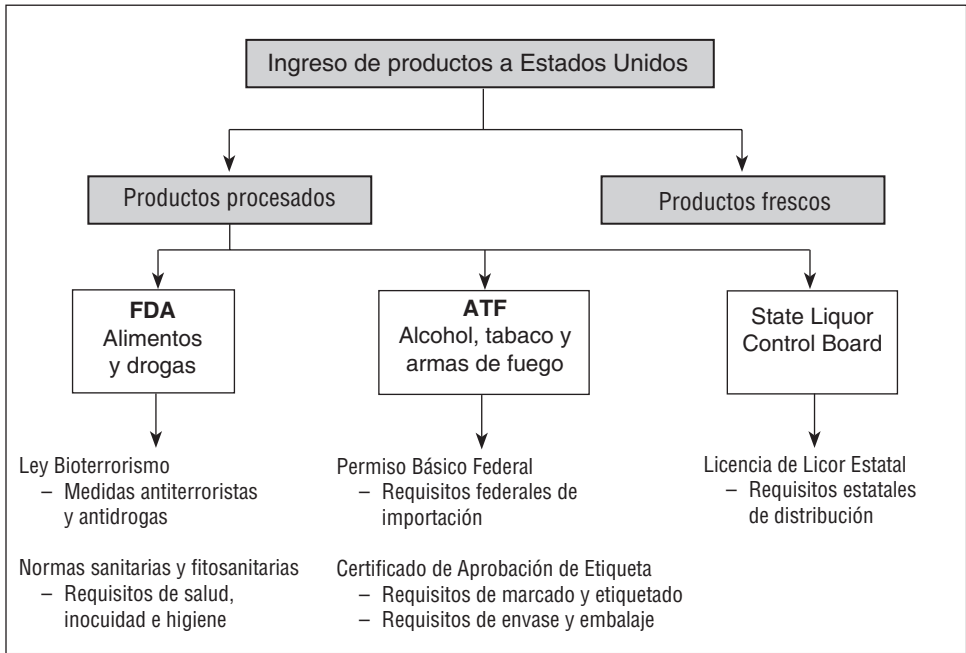 Ingreso de productos a Estados Unidos
Productos procesados
Productos frescos
FDA
Alimentos
y drogas
ATF
Alcohol, tabaco y
armas de fuego
State Liquor
Control Board
Ley Bioterrorismo
– Medidas antiterroristas
y antidrogas
Normas sanitarias y fitosanitarias
– Requisitos de salud,
inocuidad e higiene
Permiso Básico Federal
– Requisitos federales de
importación
Certificado de Aprobación de Etiqueta
– Requisitos de marcado y etiquetado
– Requisitos de envase y embalaje
Licencia de Licor Estatal
– Requisitos estatales
de distribución